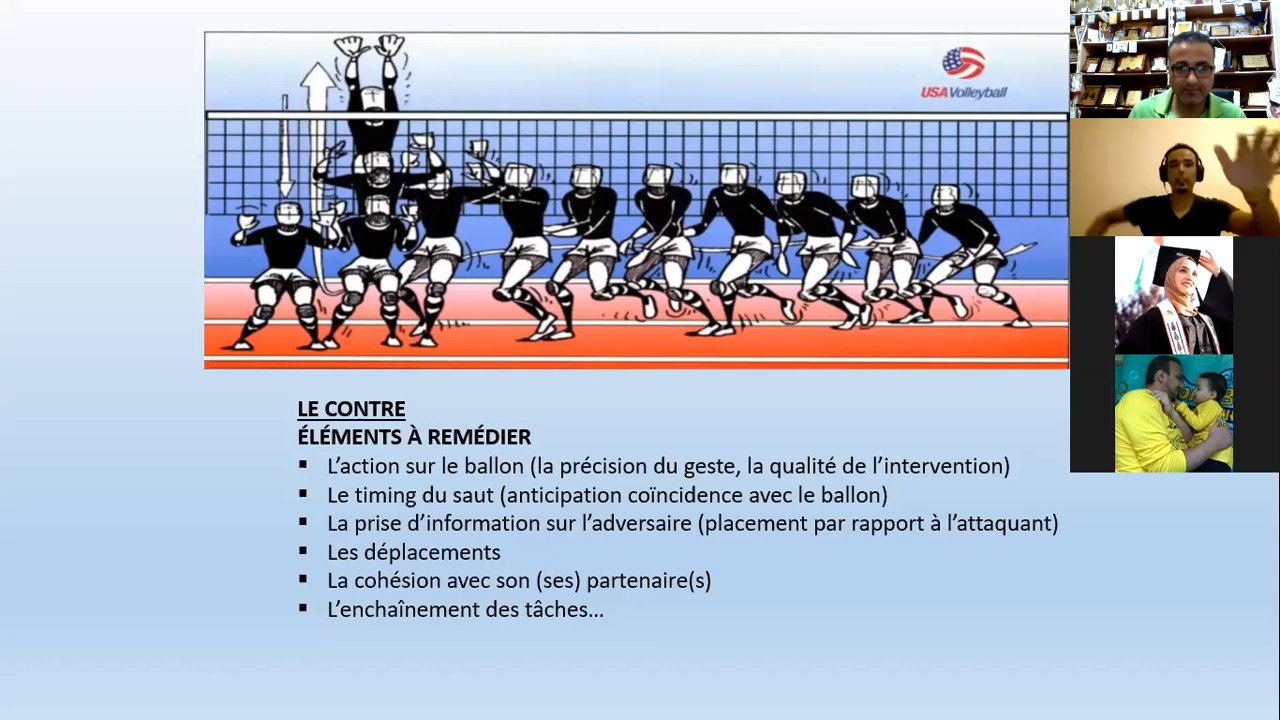 USA Volleyball
LE CONTRE
ÉLÉMENTS À REMÉDIER
▪ L’action sur le ballon (la précision du geste, la qualité de l’intervention)
▪ Le timing du saut (anticipation coïncidence avec le ballon)
▪ La prise d’information sur l’adversaire (placement par rapport à l’attaquant)
▪ Les déplacements
▪ La cohésion avec son (ses) partenaire(s)
▪ L’enchaînement des tâches…